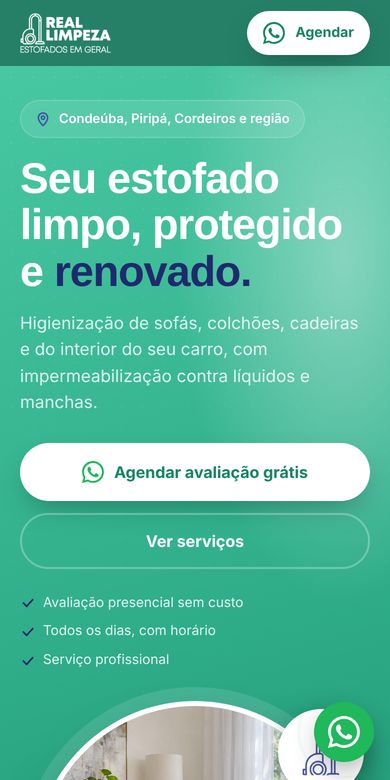 REAL
LIMPEZA
ESTOFADOS EM GERAL
Agendar
Condeúba, Piripá, Cordeiros e região
Seu estofado
limpo, protegido
e renovado.
Higienização de sofás, colchões, cadeiras
e do interior do seu carro, com
impermeabilização contra líquidos e
manchas.
Agendar avaliação grátis
Ver serviços
Avaliação presencial sem custo
Todos os dias, com horário
Serviço profissional